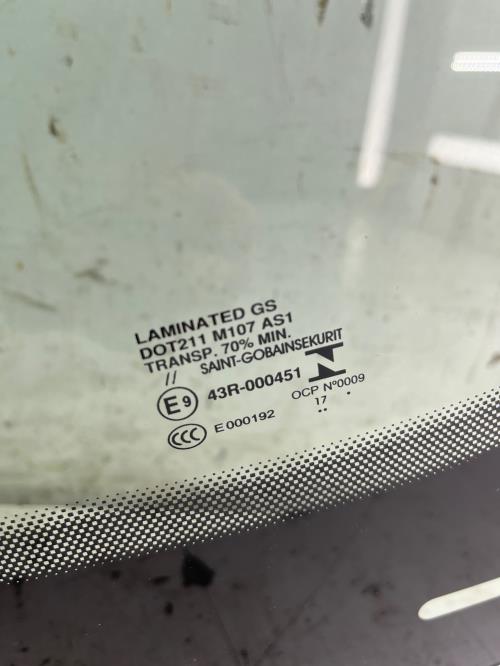 LAMINATED GS
DOT211 M107 AS1
TRANSP. 70% MIN.
// SAINT-GOBAINSEKURIT
E9 43R-000451
OCP Nº0009
CCC E000192
17